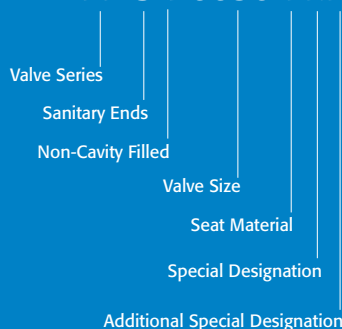 Valve Series
Sanitary Ends
Non-Cavity Filled
Valve Size
Seat Material
Special Designation
Additional Special Designation